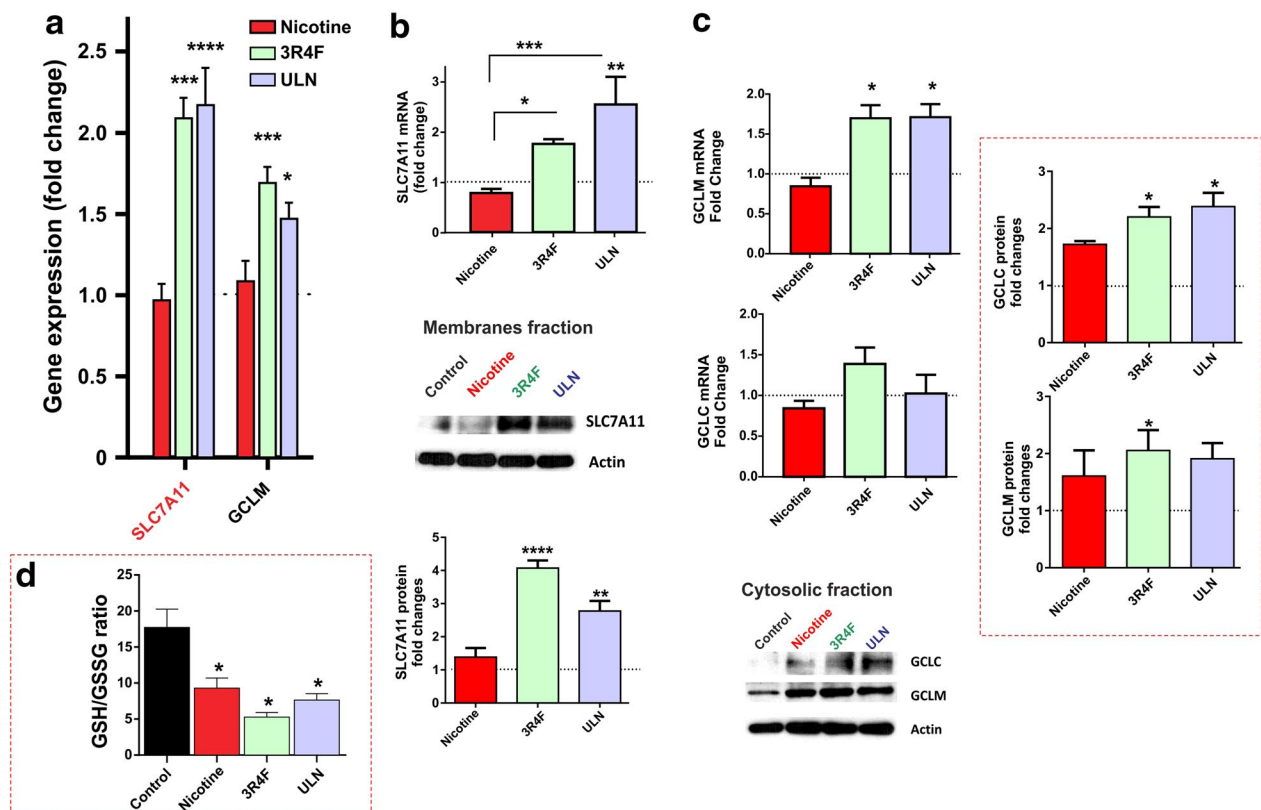 a
Gene expression (fold change)
2.5
2.0
1.5
1.0
0.5
0
Nicotine
3R4F
ULN
***
****
***
*
SLC7A11
GCLM
b
SLC7A11 mRNA
(fold change)
3
2
1
0
***
*
**
Nicotine
3R4F
ULN
Membranes fraction
Control
Nicotine
3R4F
ULN
SLC7A11
Actin
SLC7A11 protein
fold changes
5
4
3
2
1
0
****
**
Nicotine
3R4F
ULN
c
GCLM mRNA
Fold Change
2.0
1.5
1.0
0.5
0.0
*
*
Nicotine
3R4F
ULN
GCLC mRNA
Fold Change
2.0
1.5
1.0
0.5
0.0
Nicotine
3R4F
ULN
Cytosolic fraction
Control
Nicotine
3R4F
ULN
GCLC
GCLM
Actin
GCLC protein
fold changes
3
2
1
0
*
*
Nicotine
3R4F
ULN
GCLM protein
fold changes
3
2
1
0
*
Nicotine
3R4F
ULN
d
GSH/GSSG ratio
25
20
15
10
5
0
*
*
*
Control
Nicotine
3R4F
ULN